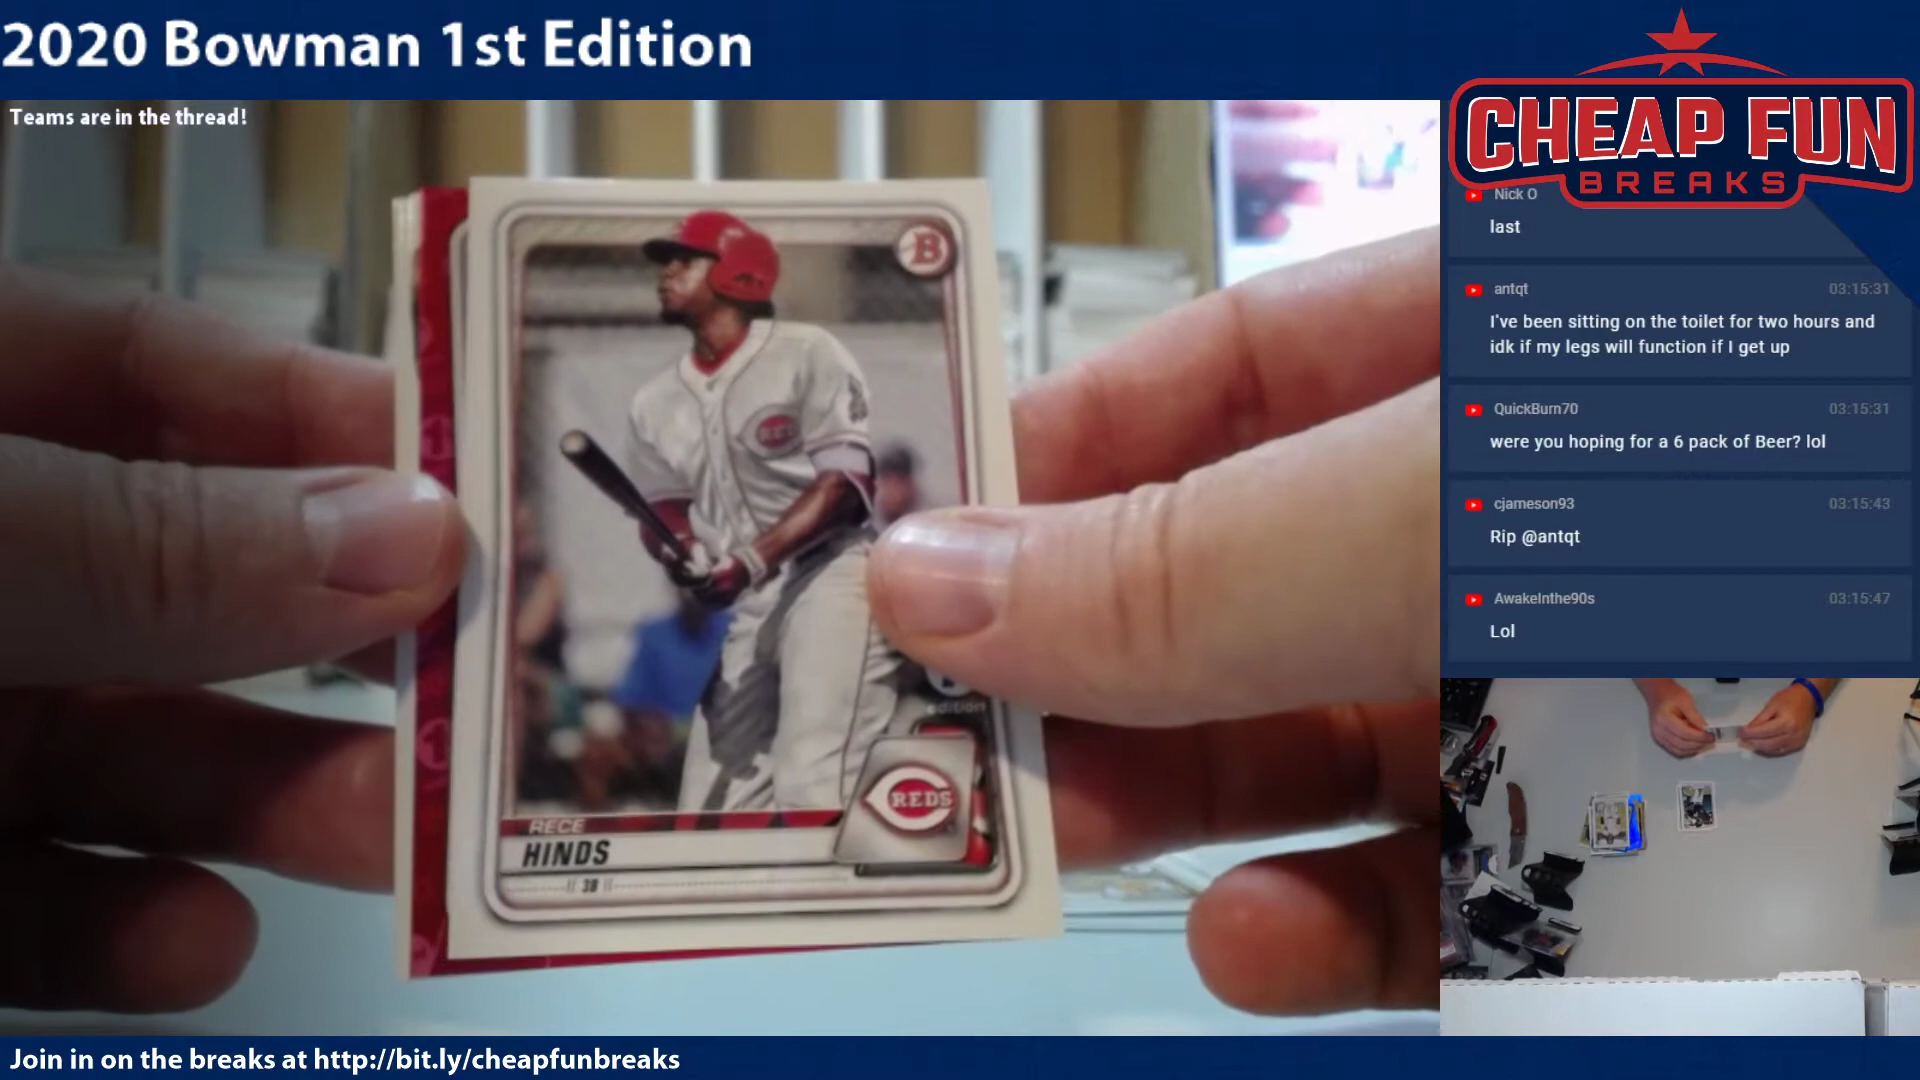 2020 Bowman 1st Edition
Teams are in the thread!
CHEAP FUN
BREAKS
Nick O
last
antqt 03:15:31
I've been sitting on the toilet for two hours and
idk if my legs will function if I get up
QuickBurn70 03:15:31
were you hoping for a 6 pack of Beer? lol
cjameson93 03:15:43
Rip @antqt
AwakeInthe90s 03:15:47
Lol
B
REDS
edition
REDS
RECE
HINDS
3B
Join in on the breaks at http://bit.ly/cheapfunbreaks